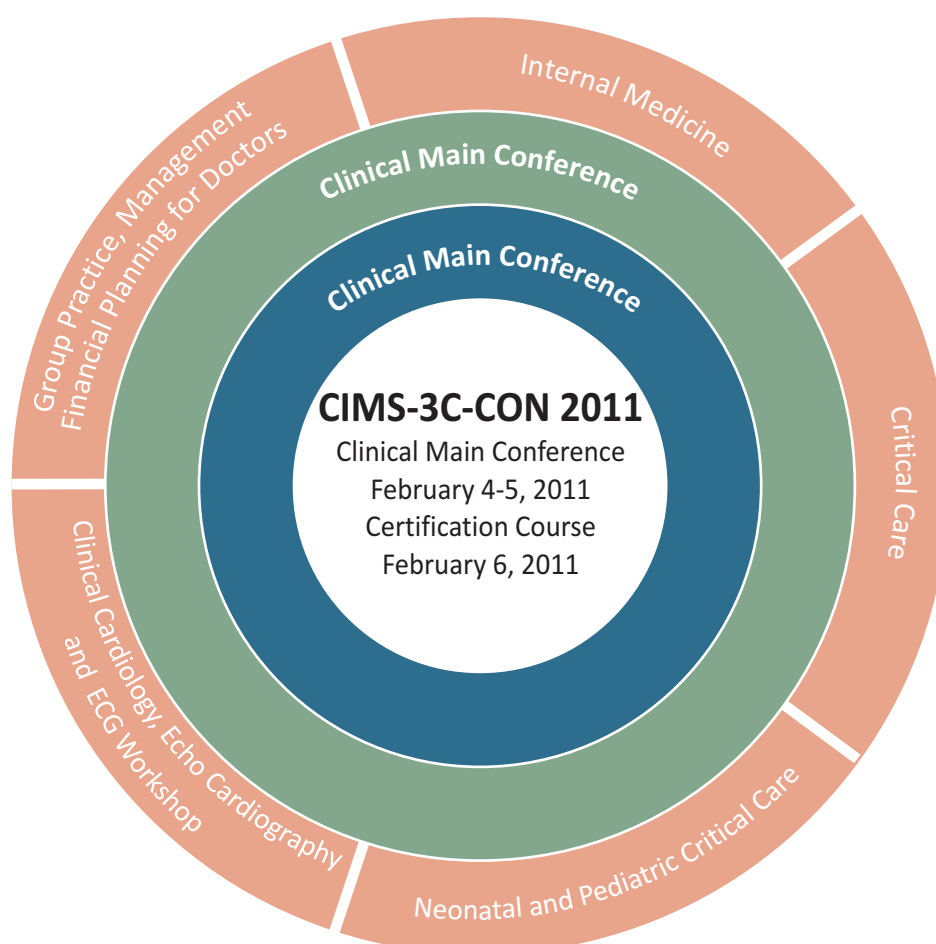 Internal Medicine
Group Practice, Management
Financial Planning for Doctors
Clinical Main Conference
Clinical Main Conference
CIMS-3C-CON 2011
Clinical Main Conference
February 4-5, 2011
Certification Course
February 6, 2011
Critical Care
Clinical Cardiology, Echo Cardiography
and ECG Workshop
Neonatal and Pediatric Critical Care